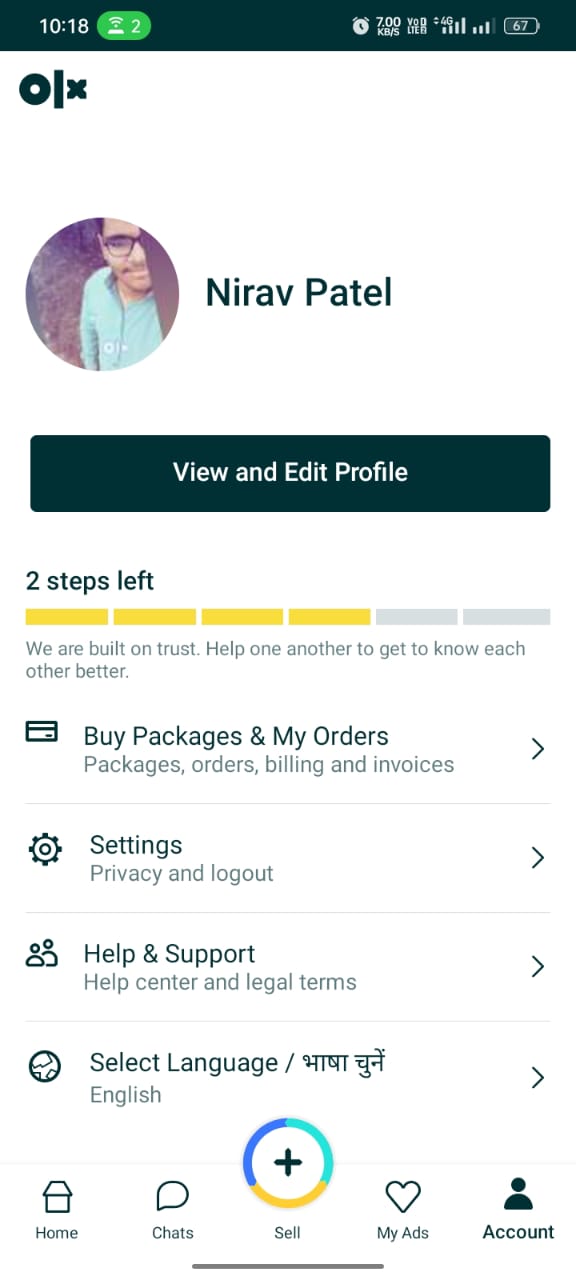 10:18 2 7.00 KB/S VoD LTE 4G 67
olx
Nirav Patel
View and Edit Profile
2 steps left
We are built on trust. Help one another to get to know each
other better.
Buy Packages & My Orders
Packages, orders, billing and invoices
Settings
Privacy and logout
Help & Support
Help center and legal terms
Select Language / भाषा चुनें
English
Home Chats Sell My Ads Account